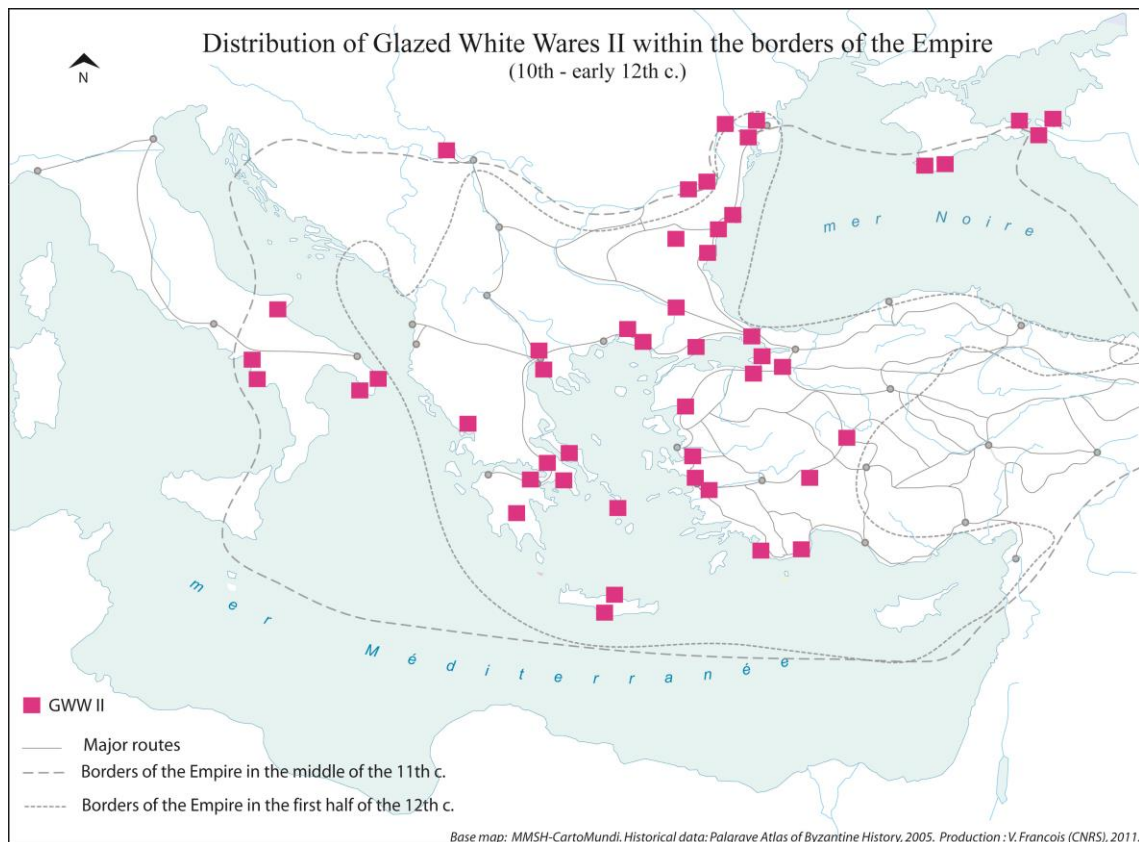 Distribution of Glazed White Wares II within the borders of the Empire
(10th - early 12th c.)
N
mer Noire
mer Méditerranée
GWW II
Major routes
Borders of the Empire in the middle of the 11th c.
Borders of the Empire in the first half of the 12th c.
Base map: MMSH-CartoMundi. Historical data: Palgrave Atlas of Byzantine History, 2005. Production : V. François (CNRS), 2011.